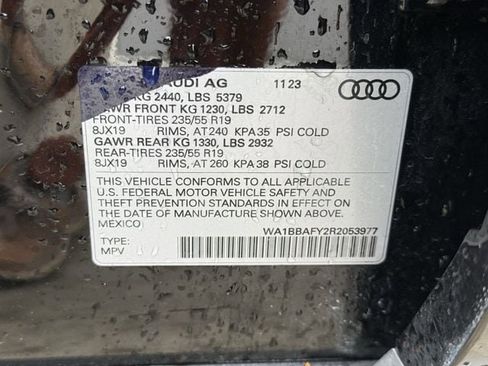 UDI AG 11 23
KG 2440, LBS 5379
GAWR FRONT KG 1230, LBS 2712
FRONT-TIRES 235/55 R19
8JX19 RIMS, AT 240 KPA 35 PSI COLD
GAWR REAR KG 1330, LBS 2932
REAR-TIRES 235/55 R19
8JX19 RIMS, AT 260 KPA 38 PSI COLD
THIS VEHICLE CONFORMS TO ALL APPLICABLE
U.S. FEDERAL MOTOR VEHICLE SAFETY AND
THEFT PREVENTION STANDARDS IN EFFECT ON
THE DATE OF MANUFACTURE SHOWN ABOVE.
MEXICO
WA1BBAFY2R2053977
TYPE:
MPV